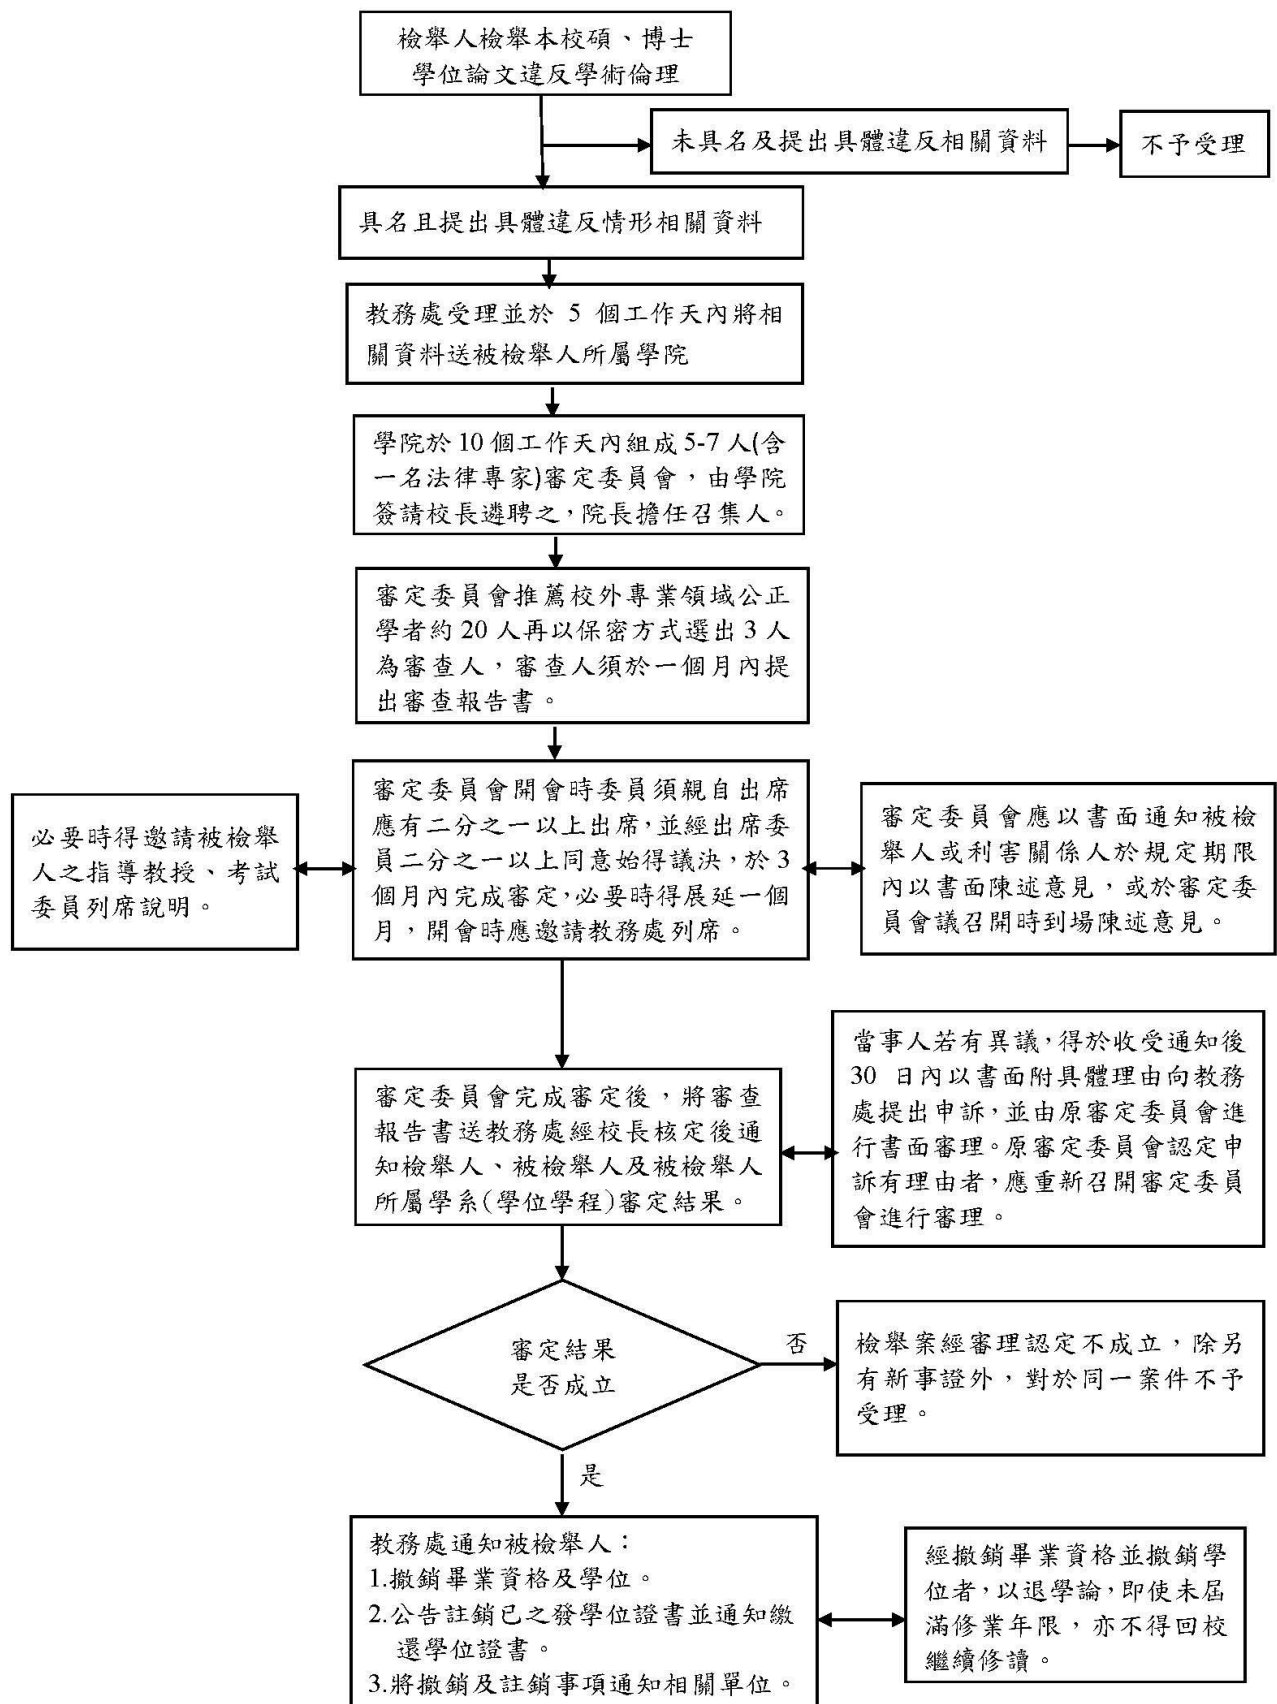 檢舉人檢舉本校碩、博士
學位論文違反學術倫理
未具名及提出具體違反相關資料
不予受理
具名且提出具體違反情形相關資料
教務處受理並於 5 個工作天內將相
關資料送被檢舉人所屬學院
學院於 10 個工作天內組成 5-7 人(含
一名法律專家)審定委員會，由學院
簽請校長遴聘之，院長擔任召集人。
審定委員會推薦校外專業領域公正
學者約 20 人再以保密方式選出 3 人
為審查人，審查人須於一個月內提
出審查報告書。
必要時得邀請被檢舉
人之指導教授、考試
委員列席說明。
審定委員會開會時委員須親自出席
應有二分之一以上出席，並經出席委
員二分之一以上同意始得議決，於 3
個月內完成審定，必要時得展延一個
月，開會時應邀請教務處列席。
審定委員會應以書面通知被檢
舉人或利害關係人於規定期限
內以書面陳述意見，或於審定委
員會議召開時到場陳述意見。
審定委員會完成審定後，將審查
報告書送教務處經校長核定後通
知檢舉人、被檢舉人及被檢舉人
所屬學系(學位學程)審定結果。
當事人若有異議，得於收受通知後
30 日內以書面附具體理由向教務
處提出申訴，並由原審定委員會進
行書面審理。原審定委員會認定申
訴有理由者，應重新召開審定委員
會進行審理。
審定結果
是否成立
否
檢舉案經審理認定不成立，除另
有新事證外，對於同一案件不予
受理。
是
教務處通知被檢舉人：
1.撤銷畢業資格及學位。
2.公告註銷已之發學位證書並通知繳
還學位證書。
3.將撤銷及註銷事項通知相關單位。
經撤銷畢業資格並撤銷學
位者，以退學論，即使未屆
滿修業年限，亦不得回校
繼續修讀。